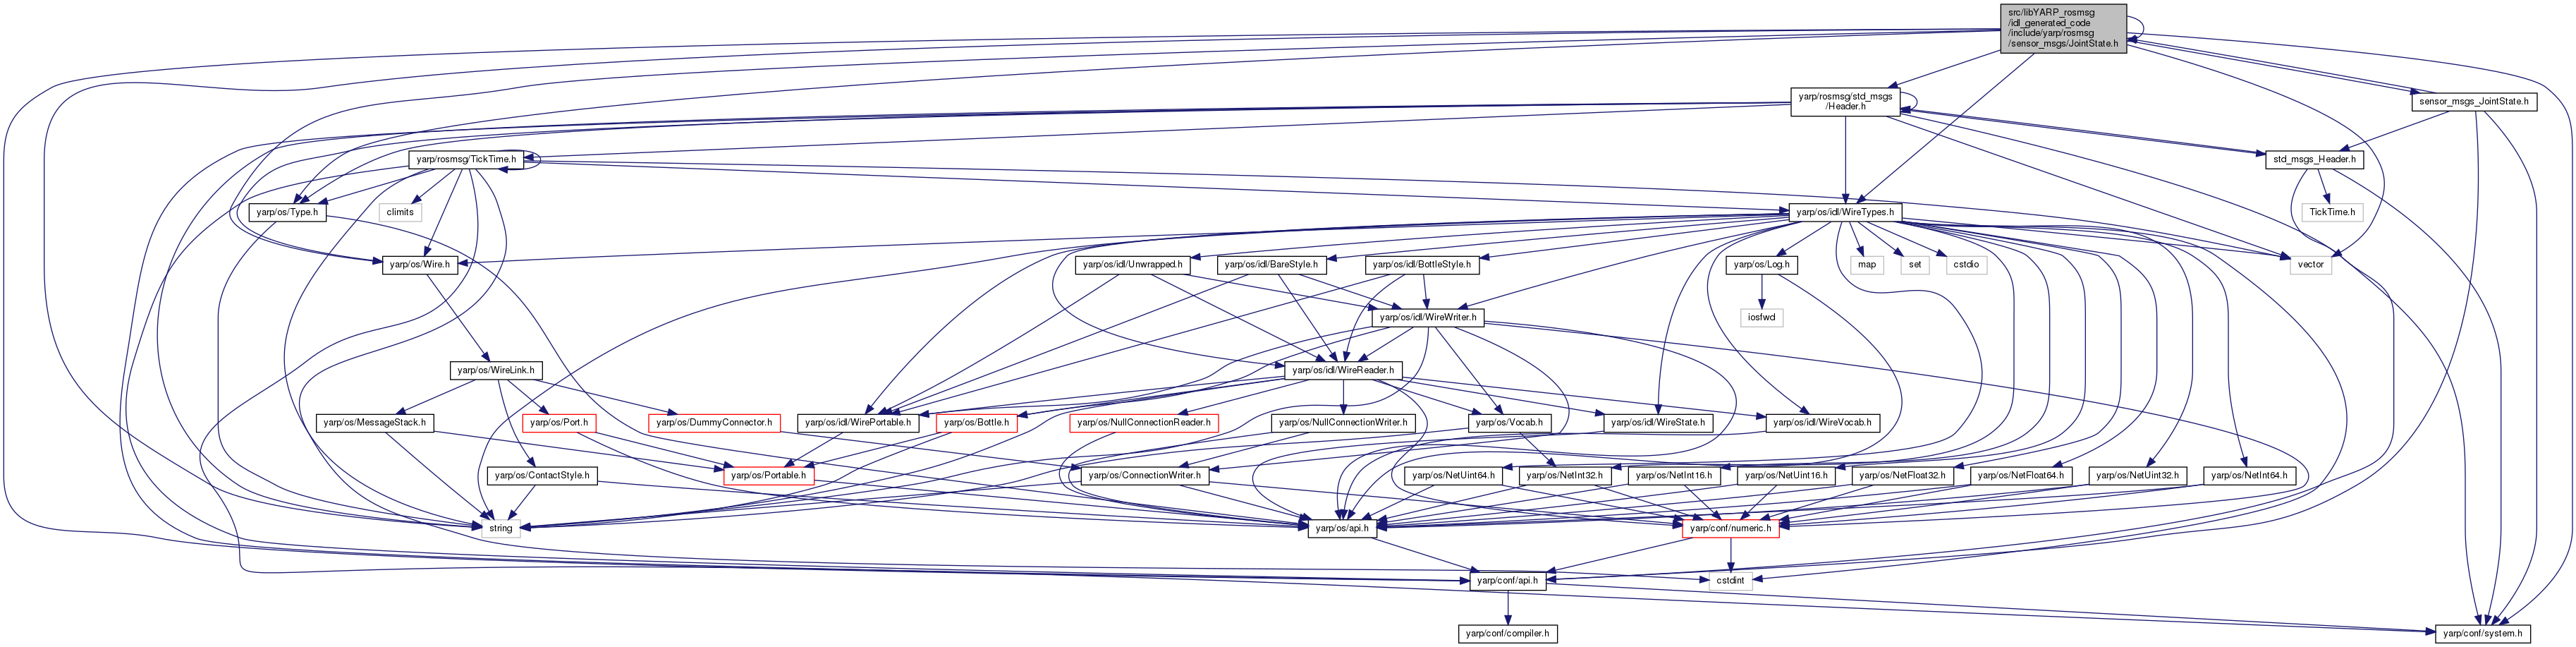 src/libYARP_rosmsg
/idl_generated_code
/include/yarp/rosmsg
/sensor_msgs/JointState.h
yarp/rosmsg/std_msgs
/Header.h
sensor_msgs_JointState.h
yarp/rosmsg/TickTime.h
std_msgs_Header.h
yarp/os/Type.h
climits
yarp/os/idl/WireTypes.h
TickTime.h
yarp/os/Wire.h
yarp/os/idl/Unwrapped.h
yarp/os/idl/BareStyle.h
yarp/os/idl/BottleStyle.h
yarp/os/Log.h
map
set
cstdio
vector
yarp/os/idl/WireWriter.h
iosfwd
yarp/os/WireLink.h
yarp/os/idl/WireReader.h
yarp/os/MessageStack.h
yarp/os/Port.h
yarp/os/DummyConnector.h
yarp/os/idl/WirePortable.h
yarp/os/Bottle.h
yarp/os/NullConnectionReader.h
yarp/os/NullConnectionWriter.h
yarp/os/Vocab.h
yarp/os/idl/WireState.h
yarp/os/idl/WireVocab.h
yarp/os/ContactStyle.h
yarp/os/Portable.h
yarp/os/ConnectionWriter.h
yarp/os/NetUint64.h
yarp/os/NetInt32.h
yarp/os/NetInt16.h
yarp/os/NetUint16.h
yarp/os/NetFloat32.h
yarp/os/NetFloat64.h
yarp/os/NetUint32.h
yarp/os/NetInt64.h
string
yarp/os/api.h
yarp/conf/numeric.h
yarp/conf/api.h
cstdint
yarp/conf/compiler.h
yarp/conf/system.h